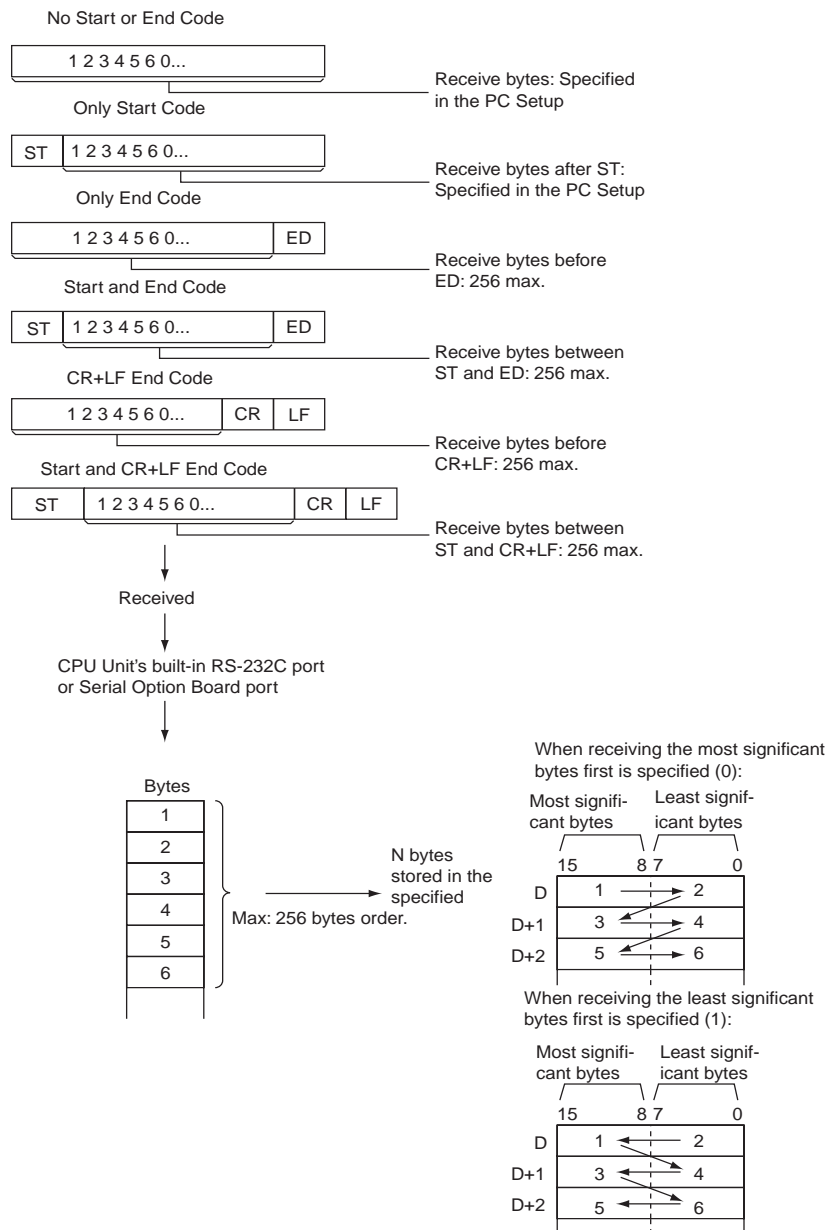 No Start or End Code
1 2 3 4 5 6 0...
Receive bytes: Specified
in the PC Setup
Only Start Code
ST 1 2 3 4 5 6 0...
Receive bytes after ST:
Specified in the PC Setup
Only End Code
1 2 3 4 5 6 0... ED
Receive bytes before
ED: 256 max.
Start and End Code
ST 1 2 3 4 5 6 0... ED
Receive bytes between
ST and ED: 256 max.
CR+LF End Code
1 2 3 4 5 6 0... CR LF
Receive bytes before
CR+LF: 256 max.
Start and CR+LF End Code
ST 1 2 3 4 5 6 0... CR LF
Receive bytes between
ST and CR+LF: 256 max.
Received
CPU Unit's built-in RS-232C port
or Serial Option Board port
Bytes
1
2
3
4
5
6
Max: 256 bytes
N bytes
stored in the
specified
order.
When receiving the most significant
bytes first is specified (0):
Most signifi-
cant bytes
Least signif-
icant bytes
15 8 7 0
D 1 2
D+1 3 4
D+2 5 6
When receiving the least significant
bytes first is specified (1):
Most signifi-
cant bytes
Least signif-
icant bytes
15 8 7 0
D 1 2
D+1 3 4
D+2 5 6